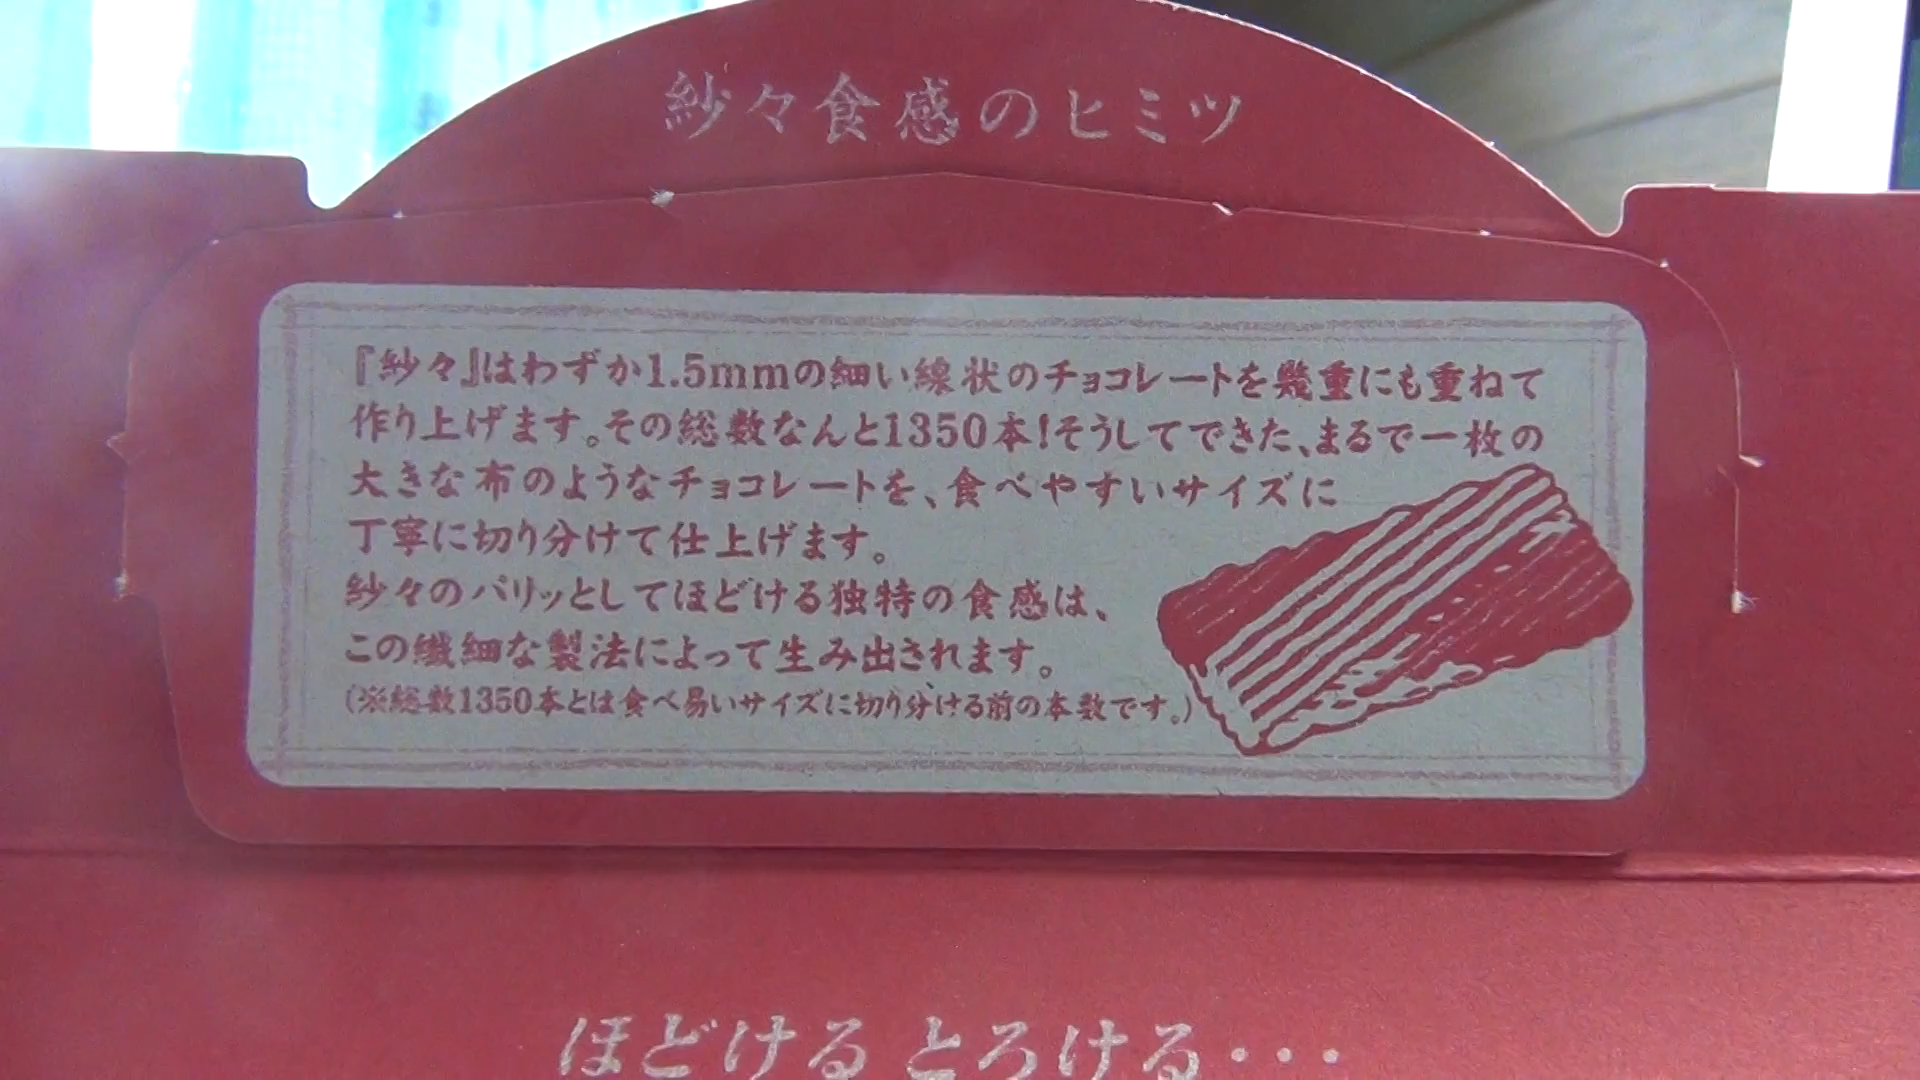 紗々食感のヒミツ
『紗々』はわずか1.5mmの細い線状のチョコレートを幾重にも重ねて
作り上げます。その総数なんと1350本!そうしてできた、まるで一枚の
大きな布のようなチョコレートを、食べやすいサイズに
丁寧に切り分けて仕上げます。
紗々のパリッとしてほどける独特の食感は、
この繊細な製法によって生み出されます。
(※総数1350本とは食べ易いサイズに切り分ける前の本数です。)
ほどける とろける・・・